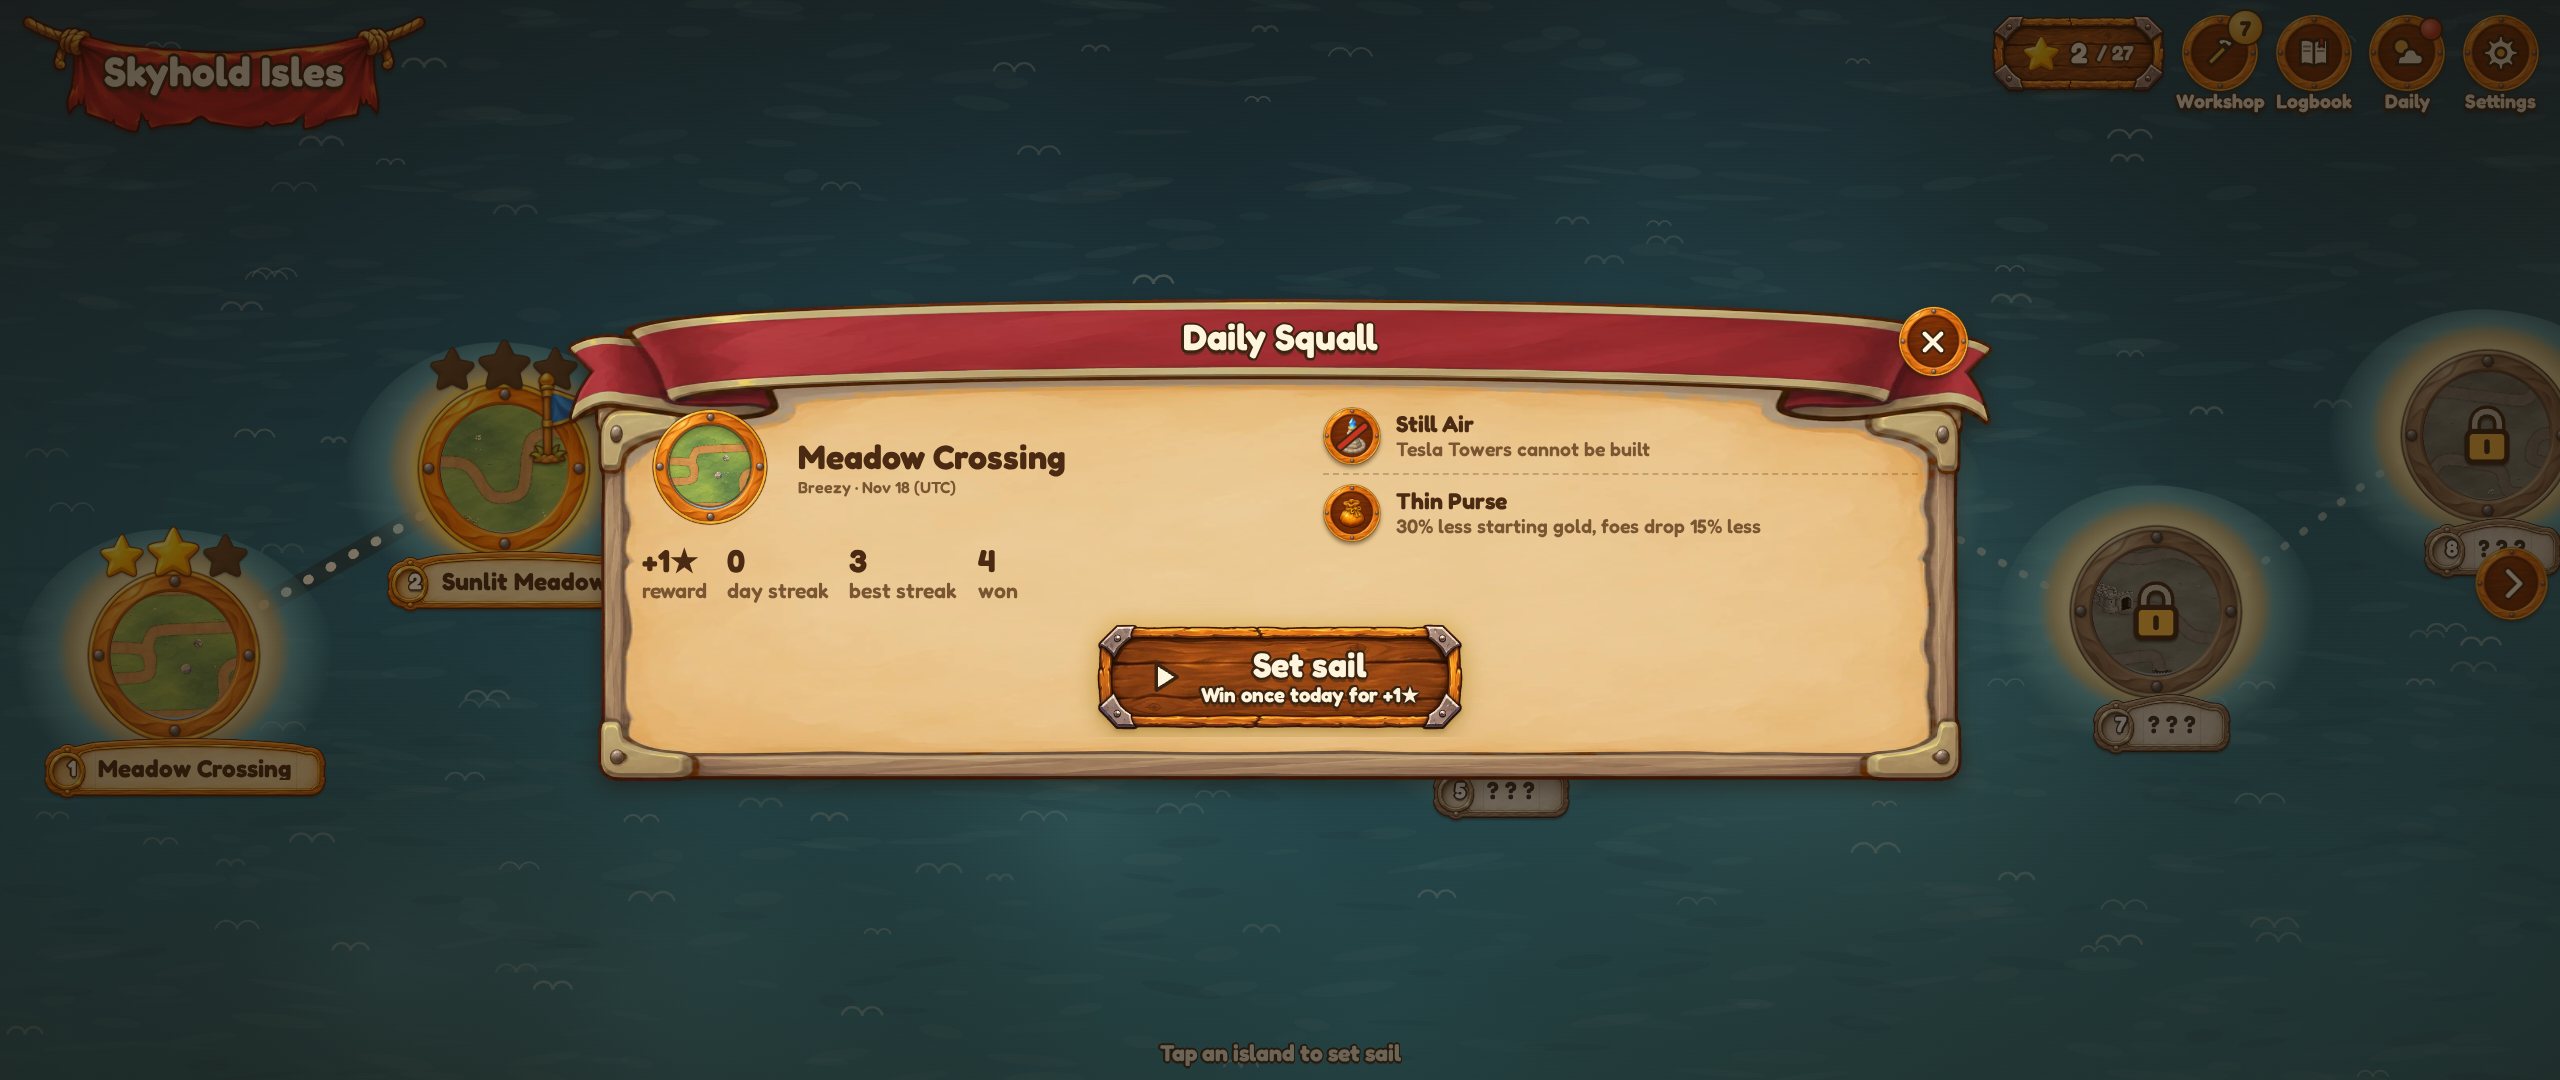 Skyhold Isles
2 / 27
7
Workshop
Logbook
Daily
Settings
Daily Squall
Meadow Crossing
Breezy · Nov 18 (UTC)
+1★
reward
0
day streak
3
best streak
4
won
Still Air
Tesla Towers cannot be built
Thin Purse
30% less starting gold, foes drop 15% less
Set sail
Win once today for +1★
2 Sunlit Meadow
1 Meadow Crossing
5 ???
7 ???
8 ???
Tap an island to set sail